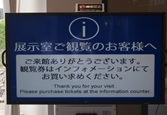 i
展示室ご観覧のお客様へ
ご来館ありがとうございます。
観覧券はインフォメーションにて
お買い求めください。
Thank you for your visit.
Please purchase tickets at the information counter.